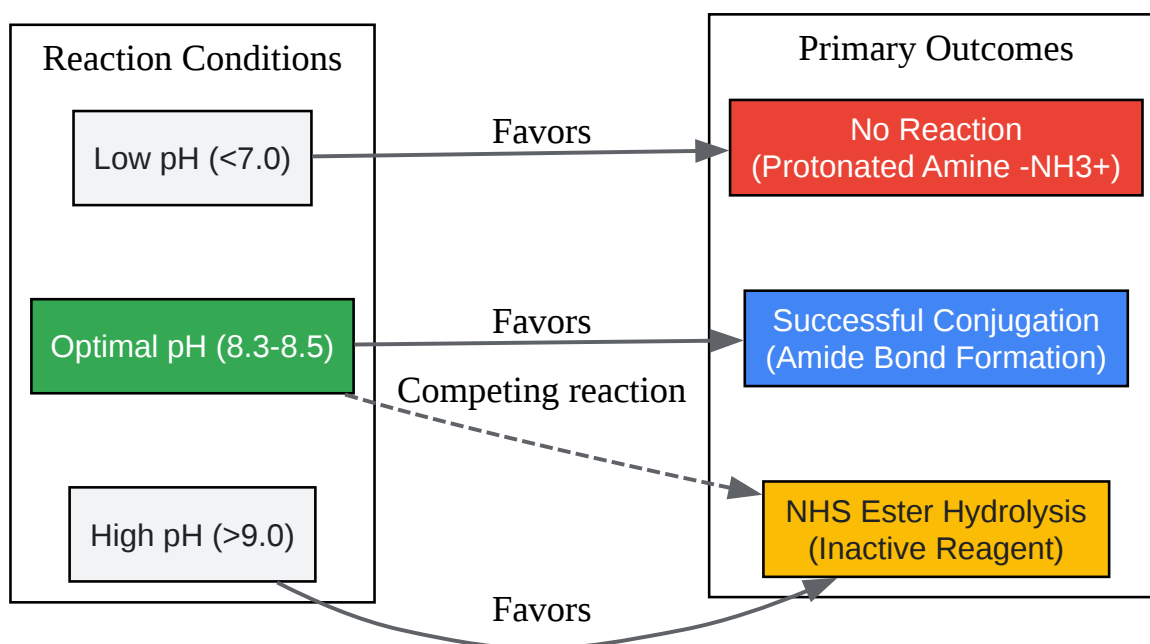 Reaction Conditions
Low pH (<7.0)
Optimal pH (8.3-8.5)
High pH (>9.0)
Favors
Favors
Competing reaction
Favors
Primary Outcomes
No Reaction
(Protonated Amine -NH3+)
Successful Conjugation
(Amide Bond Formation)
NHS Ester Hydrolysis
(Inactive Reagent)